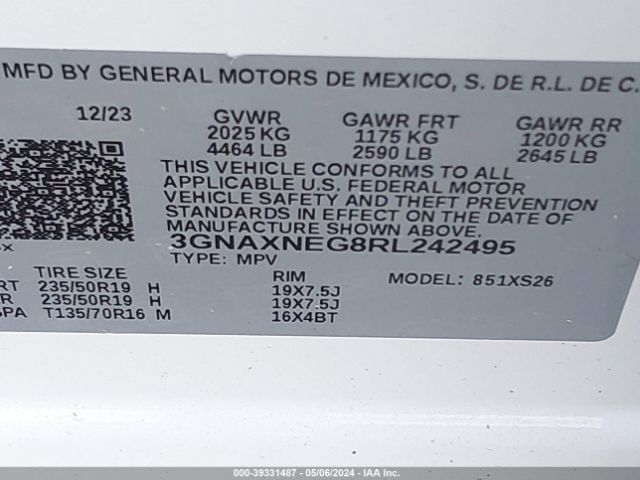 MFD BY GENERAL MOTORS DE MEXICO, S. DE R.L. DE C.
12/23 GVWR GAWR FRT GAWR RR
2025 KG 1175 KG 1200 KG
4464 LB 2590 LB 2645 LB
THIS VEHICLE CONFORMS TO ALL
APPLICABLE U.S. FEDERAL MOTOR
VEHICLE SAFETY AND THEFT PREVENTION
STANDARDS IN EFFECT ON THE DATE OF
MANUFACTURE SHOWN ABOVE.
3GNAXNEG8RL242495
TYPE: MPV MODEL: 851XS26
TIRE SIZE RIM
RT 235/50R19 H 19X7.5J
R 235/50R19 H 19X7.5J
SPA T135/70R16 M 16X4BT
© - 39331487 - 05/06/2024 - IAA Inc.